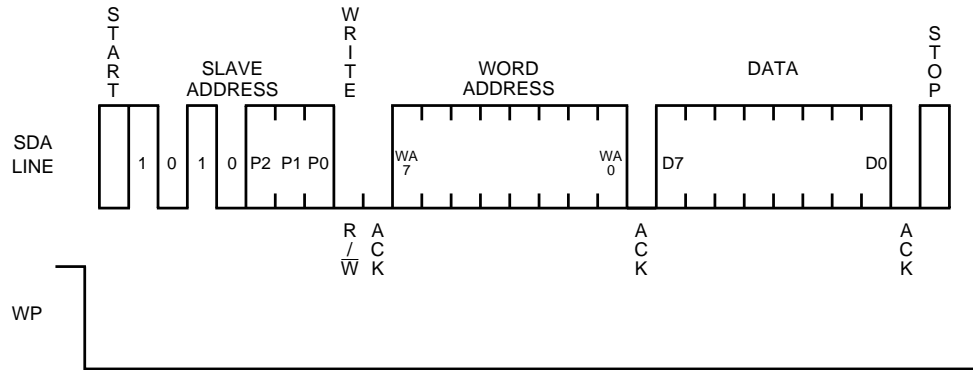 START
WRITE
STOP
SLAVE
ADDRESS
WORD
ADDRESS
DATA
SDA
LINE
1 0 1 0 P2 P1 P0
WA
7
WA
0
D7
D0
R
/
W
ACK
ACK
ACK
WP